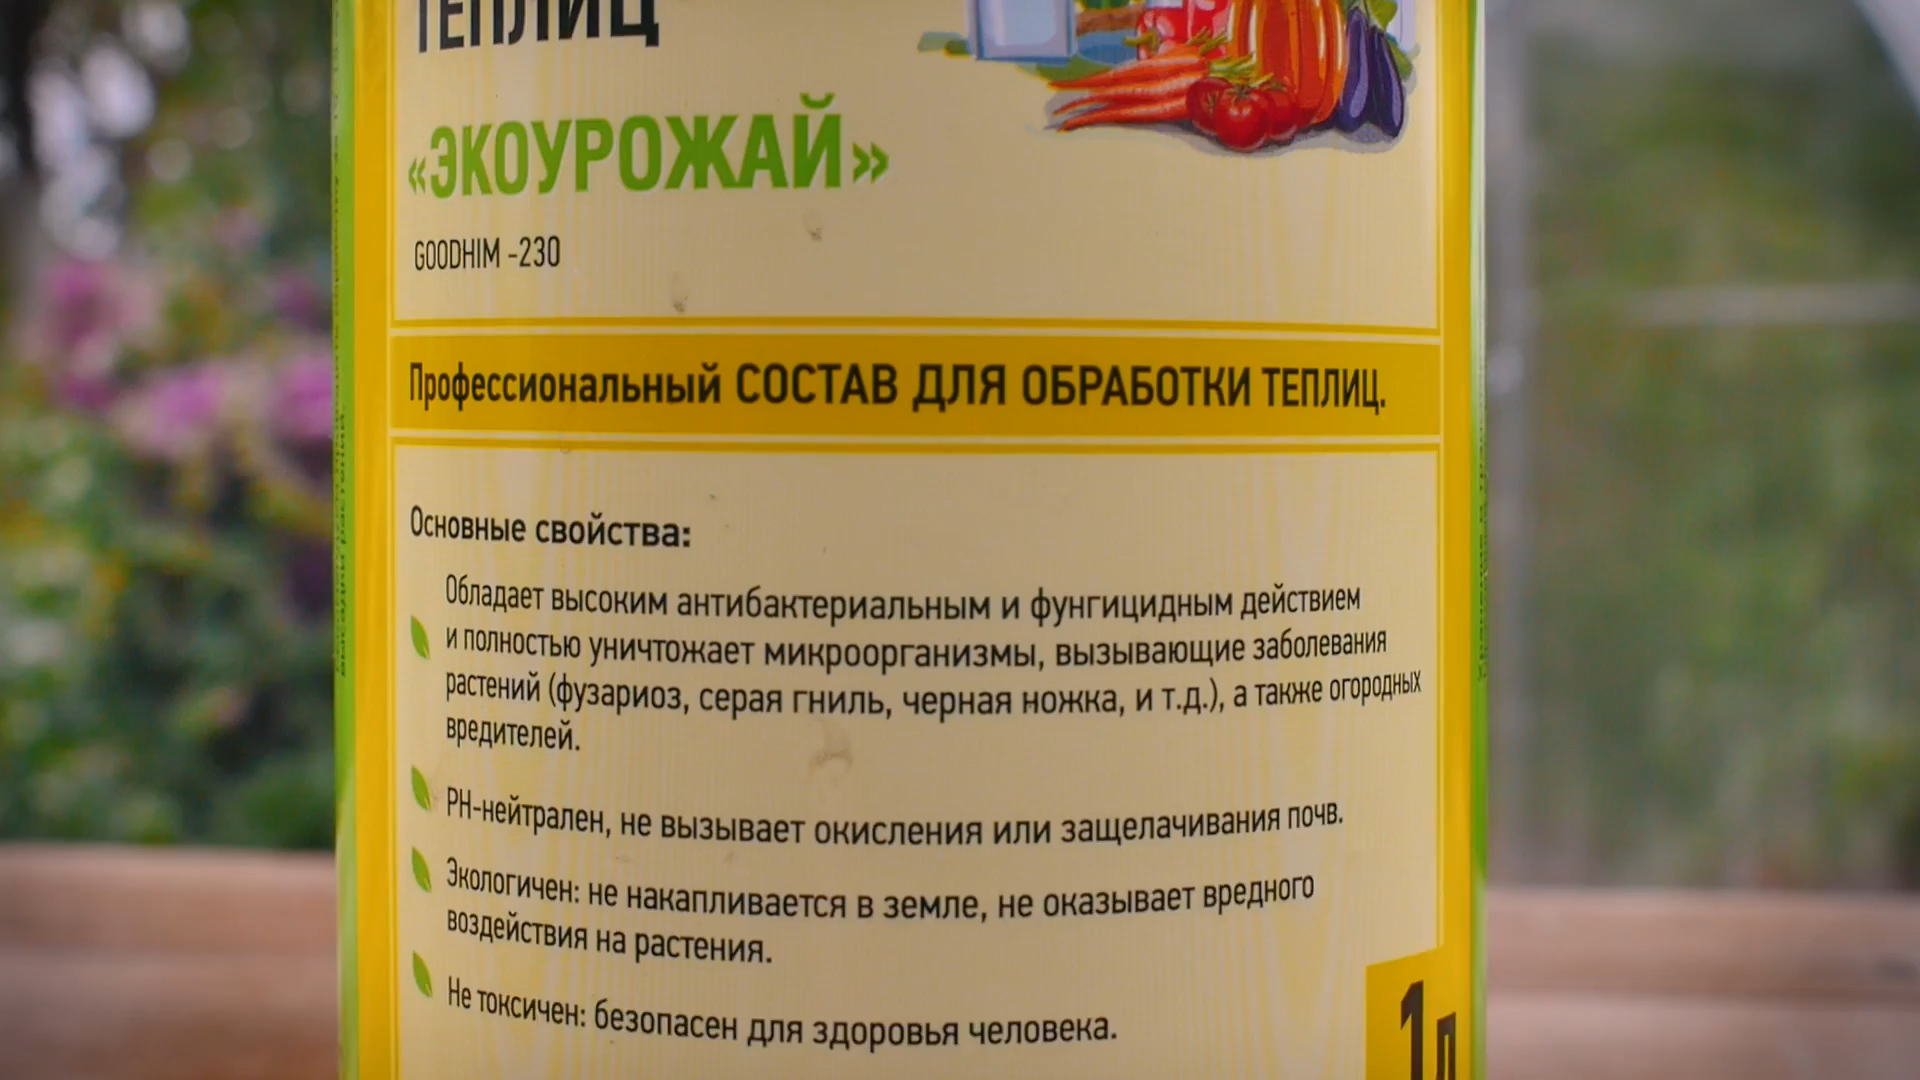 ТЕПЛИЦ
«ЭКОУРОЖАЙ»
GOODHIM -230
Профессиональный СОСТАВ ДЛЯ ОБРАБОТКИ ТЕПЛИЦ.
Основные свойства:
Обладает высоким антибактериальным и фунгицидным действием
и полностью уничтожает микроорганизмы, вызывающие заболевания
растений (фузариоз, серая гниль, черная ножка, и т.д.), а также огородных
вредителей.
PH-нейтрален, не вызывает окисления или защелачивания почв.
Экологичен: не накапливается в земле, не оказывает вредного
воздействия на растения.
Не токсичен: безопасен для здоровья человека.
1л